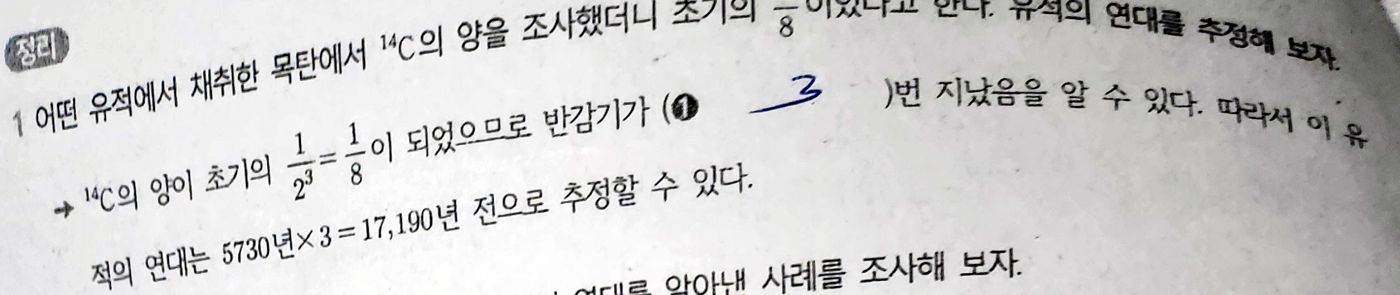 정리
1 어떤 유적에서 채취한 목탄에서 ¹⁴C의 양을 조사했더니 초기의 /8 이었다고 한다. 유적의 연대를 추정해 보자.
→ ¹⁴C의 양이 초기의 1/2³ = 1/8이 되었으므로 반감기가 (❶ 3 )번 지났음을 알 수 있다. 따라서 이 유
적의 연대는 5730년×3=17,190년 전으로 추정할 수 있다.
연대를 알아낸 사례를 조사해 보자.